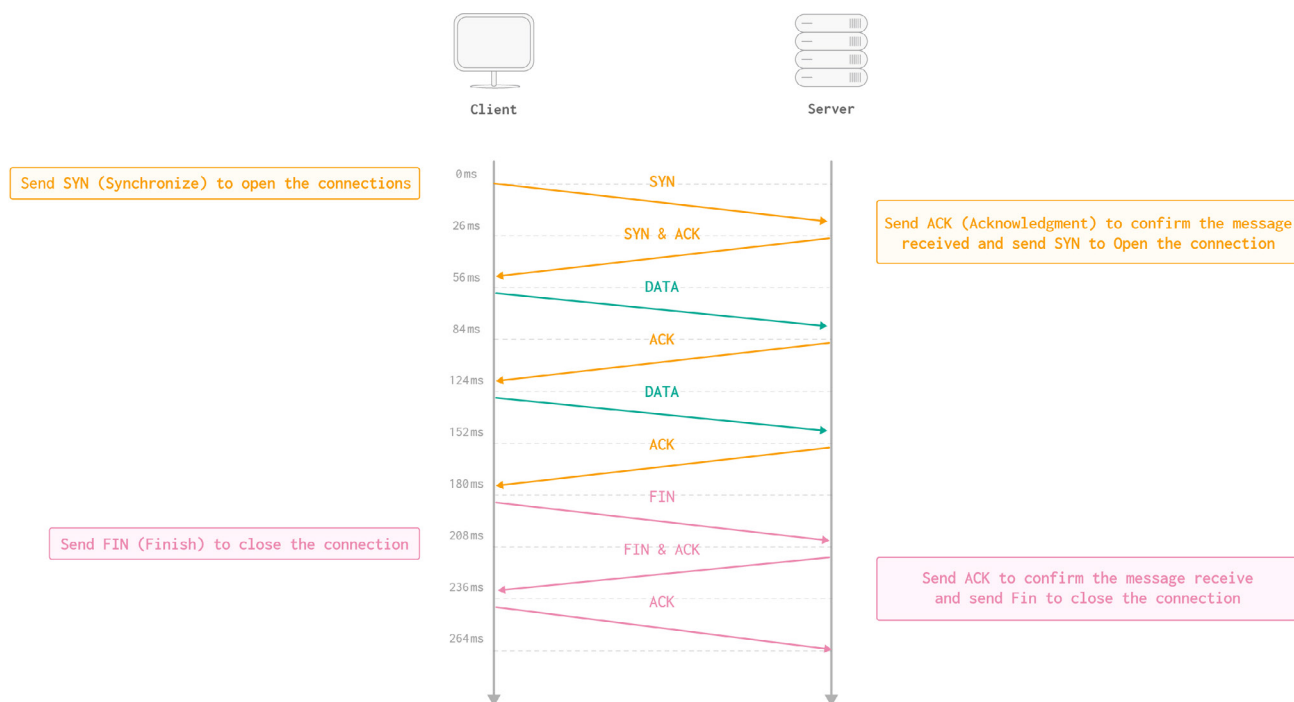 Client
Server
Send SYN (Synchronize) to open the connections
0ms
SYN
Send ACK (Acknowledgment) to confirm the message
received and send SYN to Open the connection
26ms
SYN & ACK
56ms
DATA
84ms
ACK
124ms
DATA
152ms
ACK
180ms
FIN
Send FIN (Finish) to close the connection
208ms
FIN & ACK
Send ACK to confirm the message receive
and send Fin to close the connection
236ms
ACK
264ms